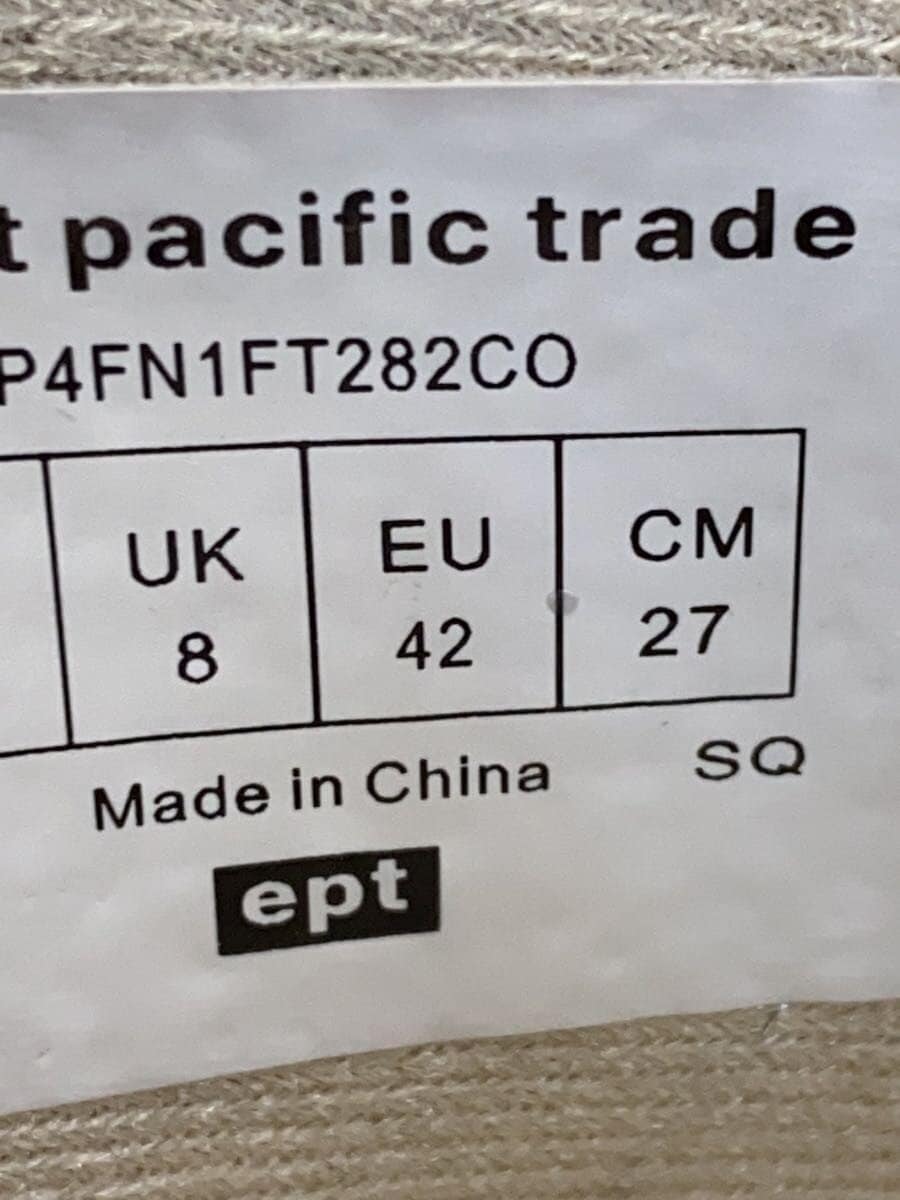 t pacific trade
P4FN1FT282CO
UK EU CM
8 42 27
Made in China SQ
ept